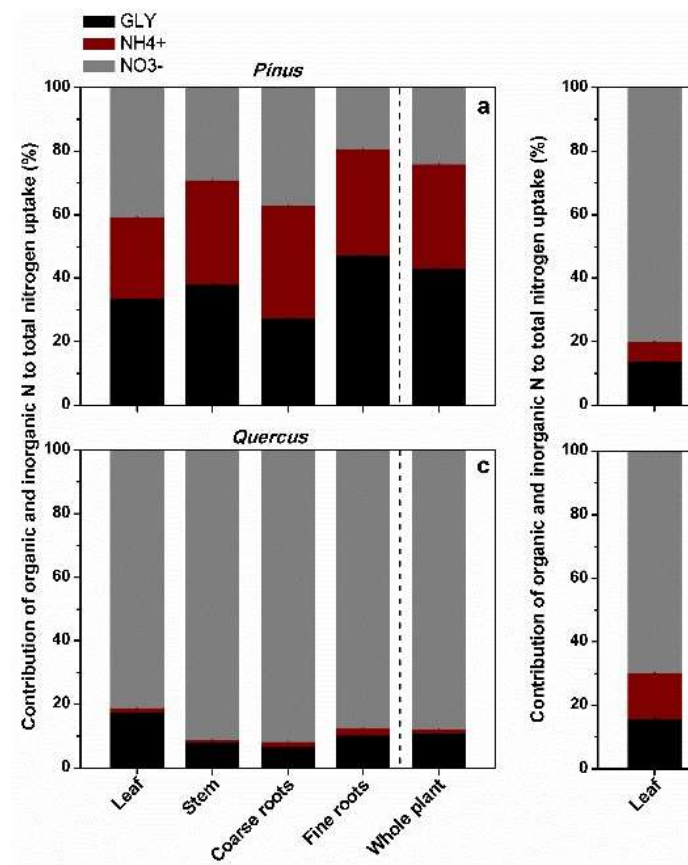 GLY
NH4+
NO3-
Pinus
a
100
80
60
40
20
0
Contribution of organic and inorganic N to total nitrogen uptake (%)
Quercus
c
100
80
60
40
20
0
Leaf
Stem
Coarse roots
Fine roots
Whole plant
100
80
60
40
20
0
Contribution of organic and inorganic N to total nitrogen uptake (%)
100
80
60
40
20
0
Leaf